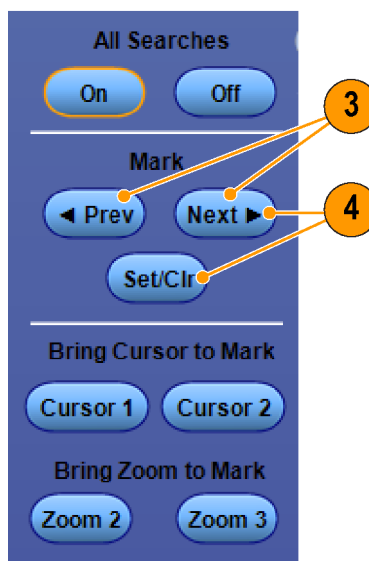 All Searches
On Off
3
Mark
◄ Prev Next ►
4
Set/Clr
Bring Cursor to Mark
Cursor 1 Cursor 2
Bring Zoom to Mark
Zoom 2 Zoom 3